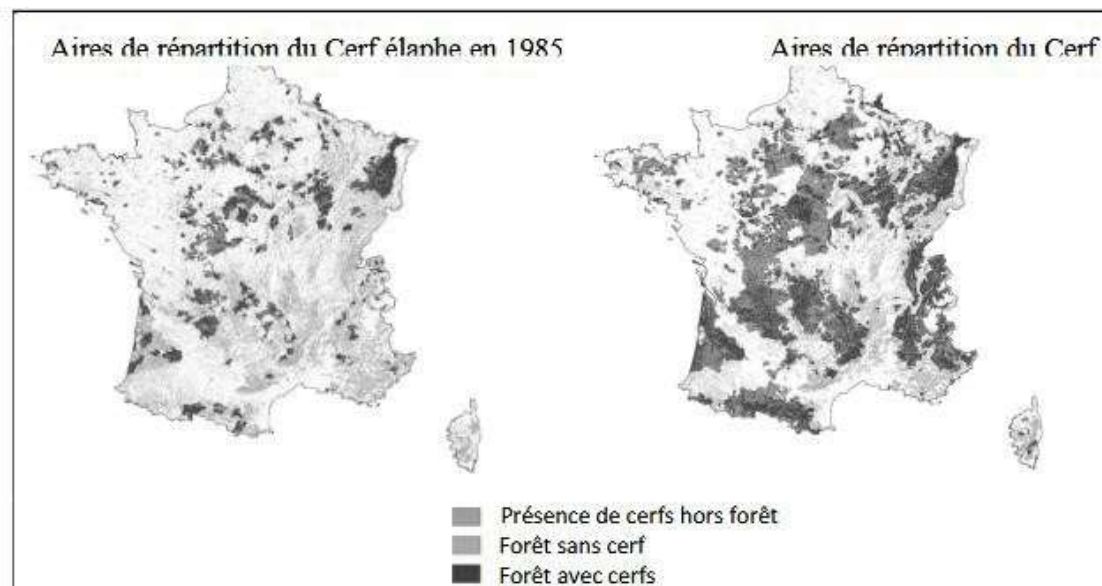 Aires de répartition du Cerf élaphe en 1985
Aires de répartition du Cerf
Présence de cerfs hors forêt
Forêt sans cerf
Forêt avec cerfs